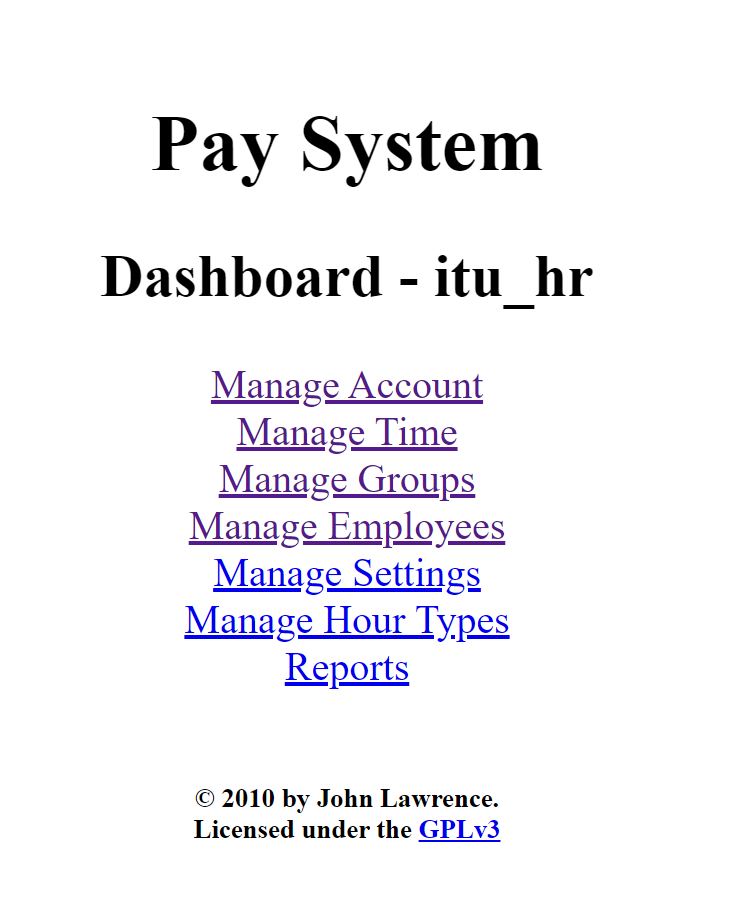 Pay System
Dashboard - itu_hr
Manage Account
Manage Time
Manage Groups
Manage Employees
Manage Settings
Manage Hour Types
Reports
© 2010 by John Lawrence.
Licensed under the GPLv3